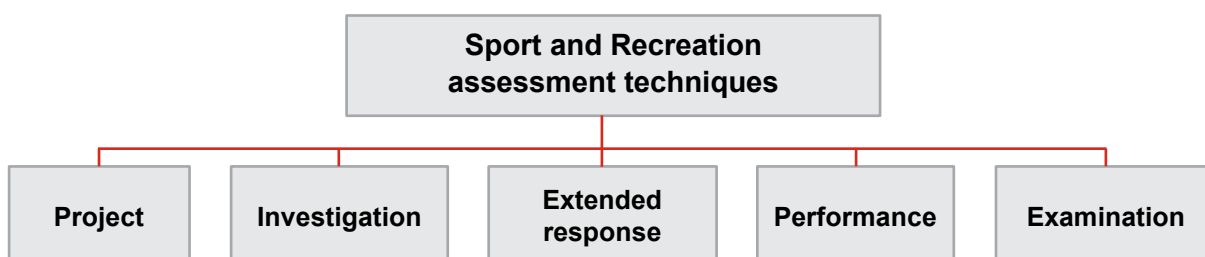 Sport and Recreation
assessment techniques
Project
Investigation
Extended
response
Performance
Examination